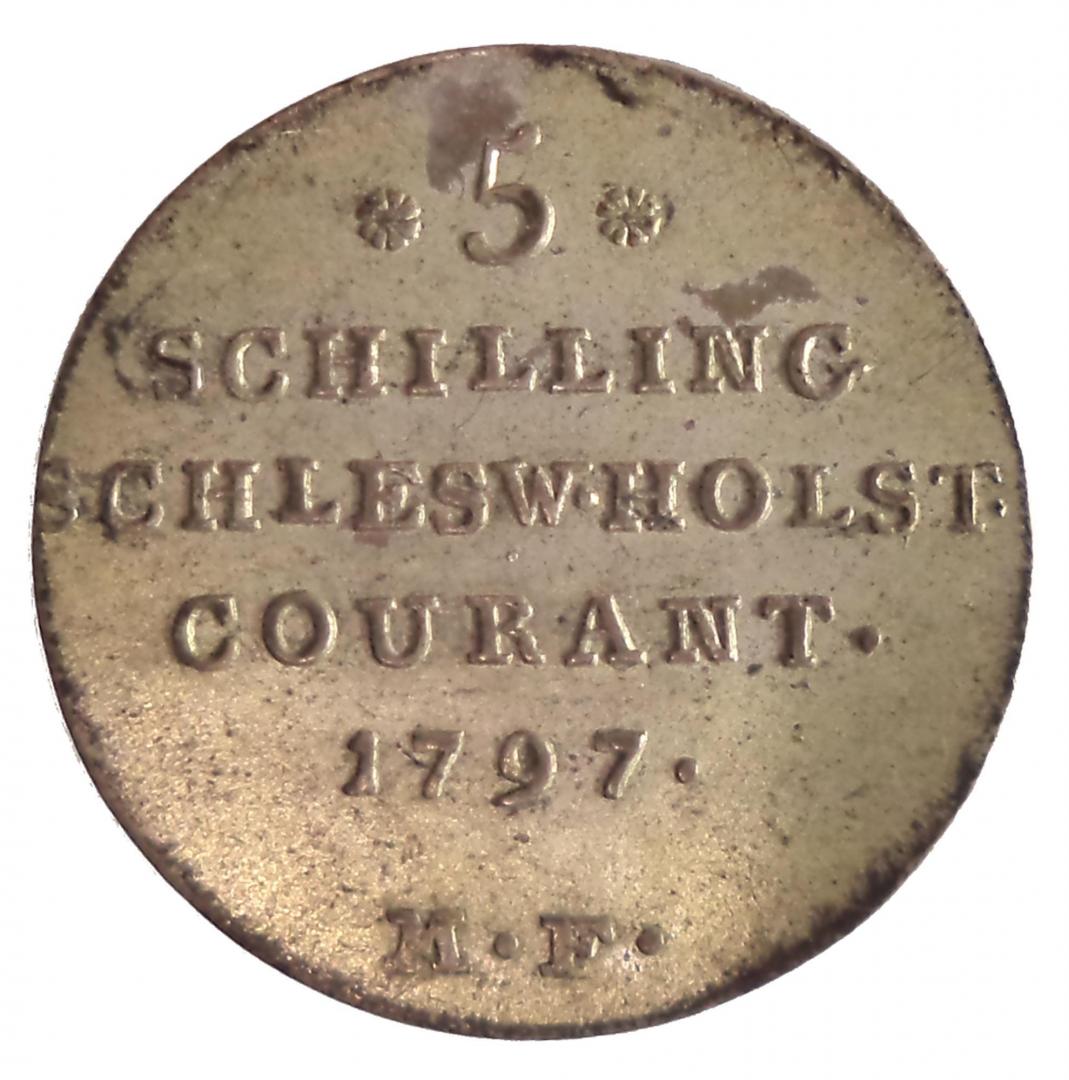 5
SCHILLING
SCHLESW·HOLST·
COURANT·
1797.
M·F·